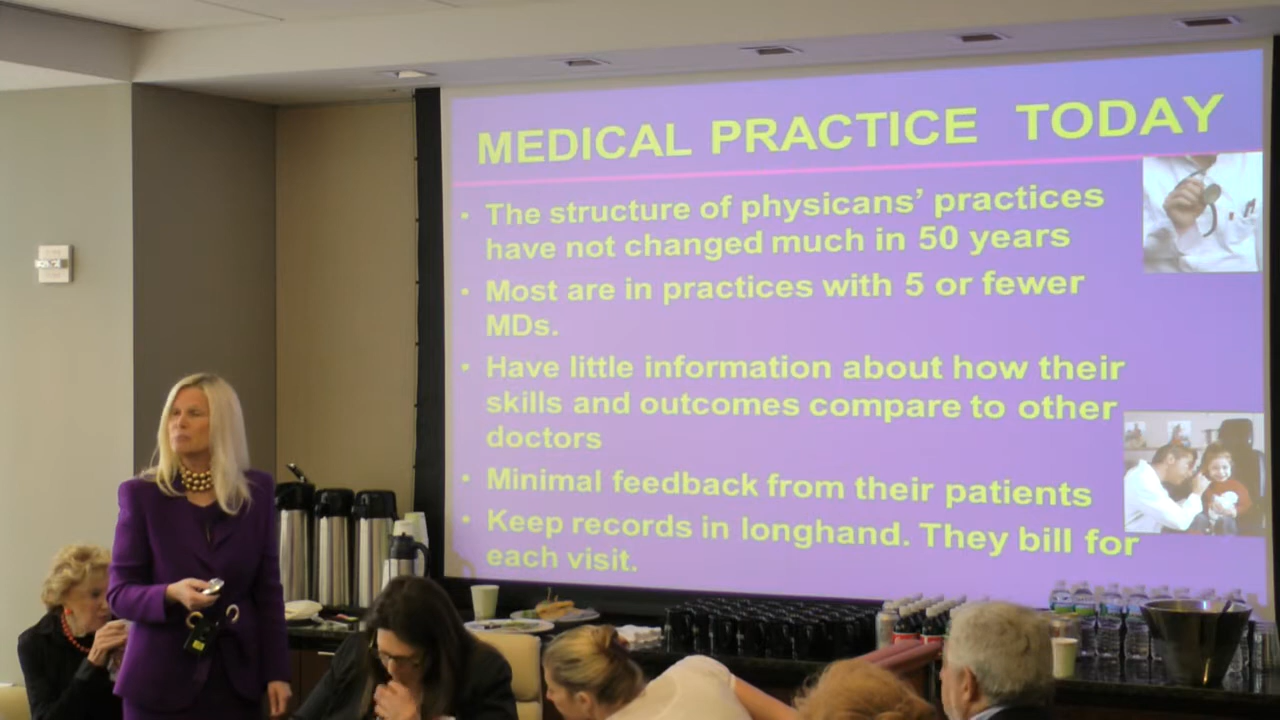 MEDICAL PRACTICE TODAY
• The structure of physicans’ practices
have not changed much in 50 years
• Most are in practices with 5 or fewer
MDs.
• Have little information about how their
skills and outcomes compare to other
doctors
• Minimal feedback from their patients
• Keep records in longhand. They bill for
each visit.